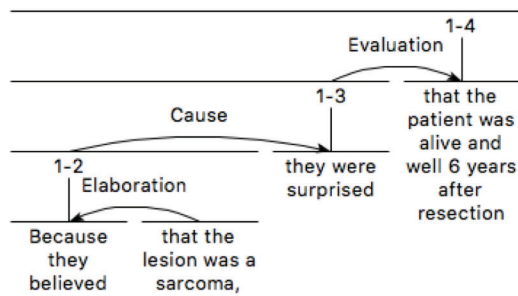 1-4
Evaluation
1-3
that the
patient was
alive and
well 6 years
after
resection
Cause
1-2
they were
surprised
Elaboration
Because
they
believed
that the
lesion was a
sarcoma,